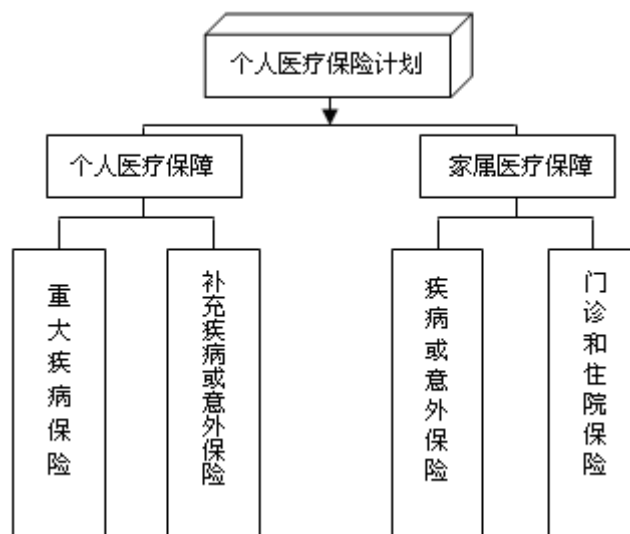 个人医疗保险计划
个人医疗保障
家属医疗保障
重大疾病保险
补充疾病或意外保险
疾病或意外保险
门诊和住院保险